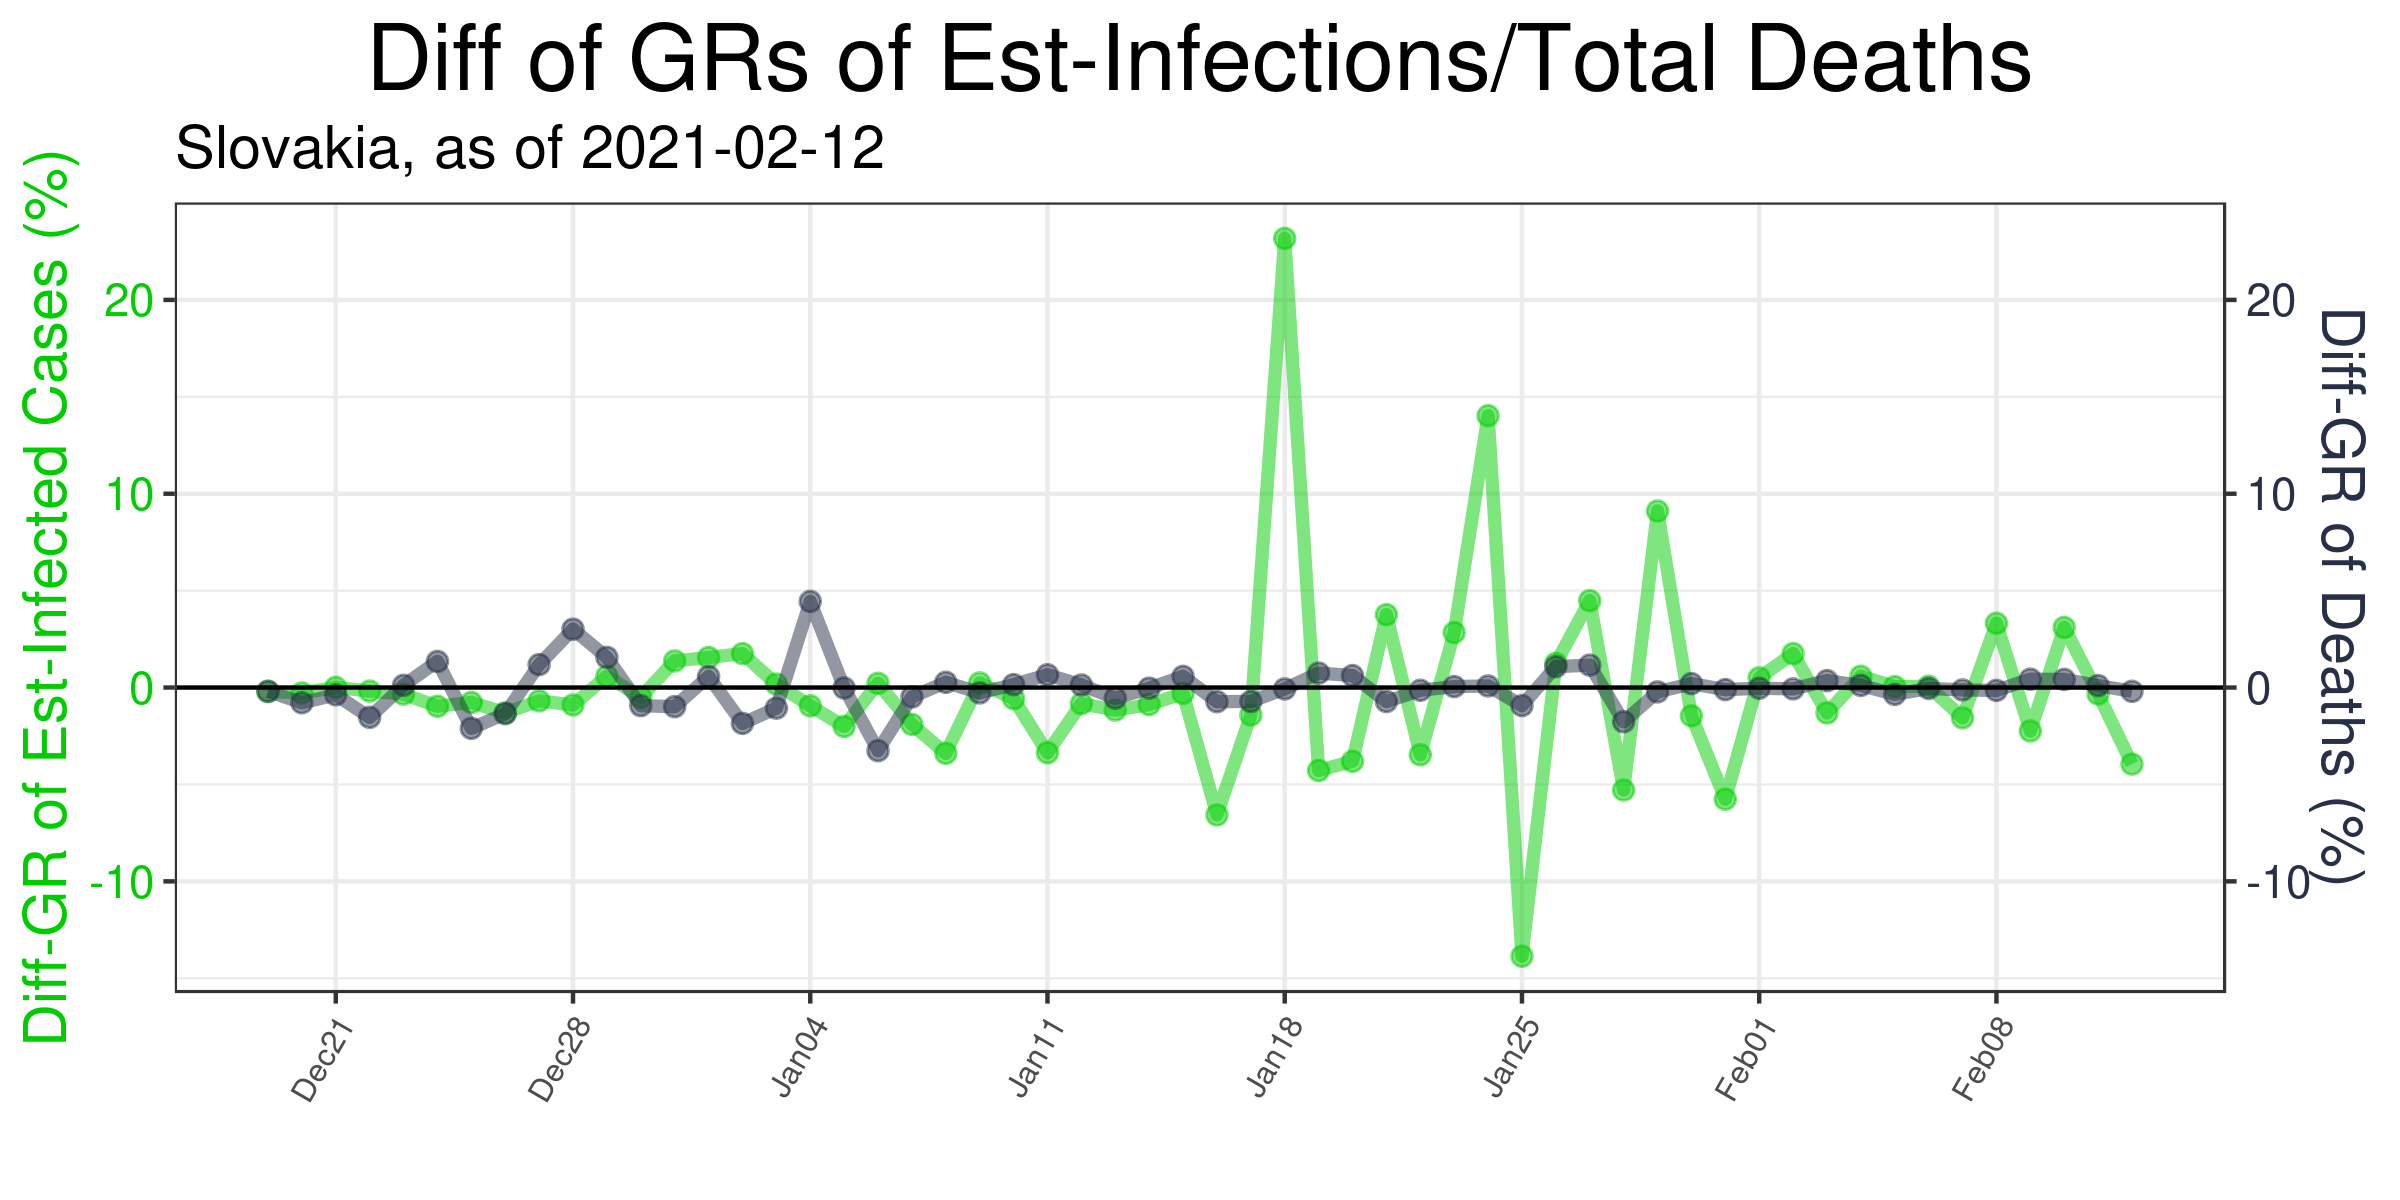 Diff of GRs of Est-Infections/Total Deaths
Slovakia, as of 2021-02-12
Diff-GR of Est-Infected Cases (%)
20
10
0
-10
20
10
0
-10
Diff-GR of Deaths (%)
Dec21
Dec28
Jan04
Jan11
Jan18
Jan25
Feb01
Feb08